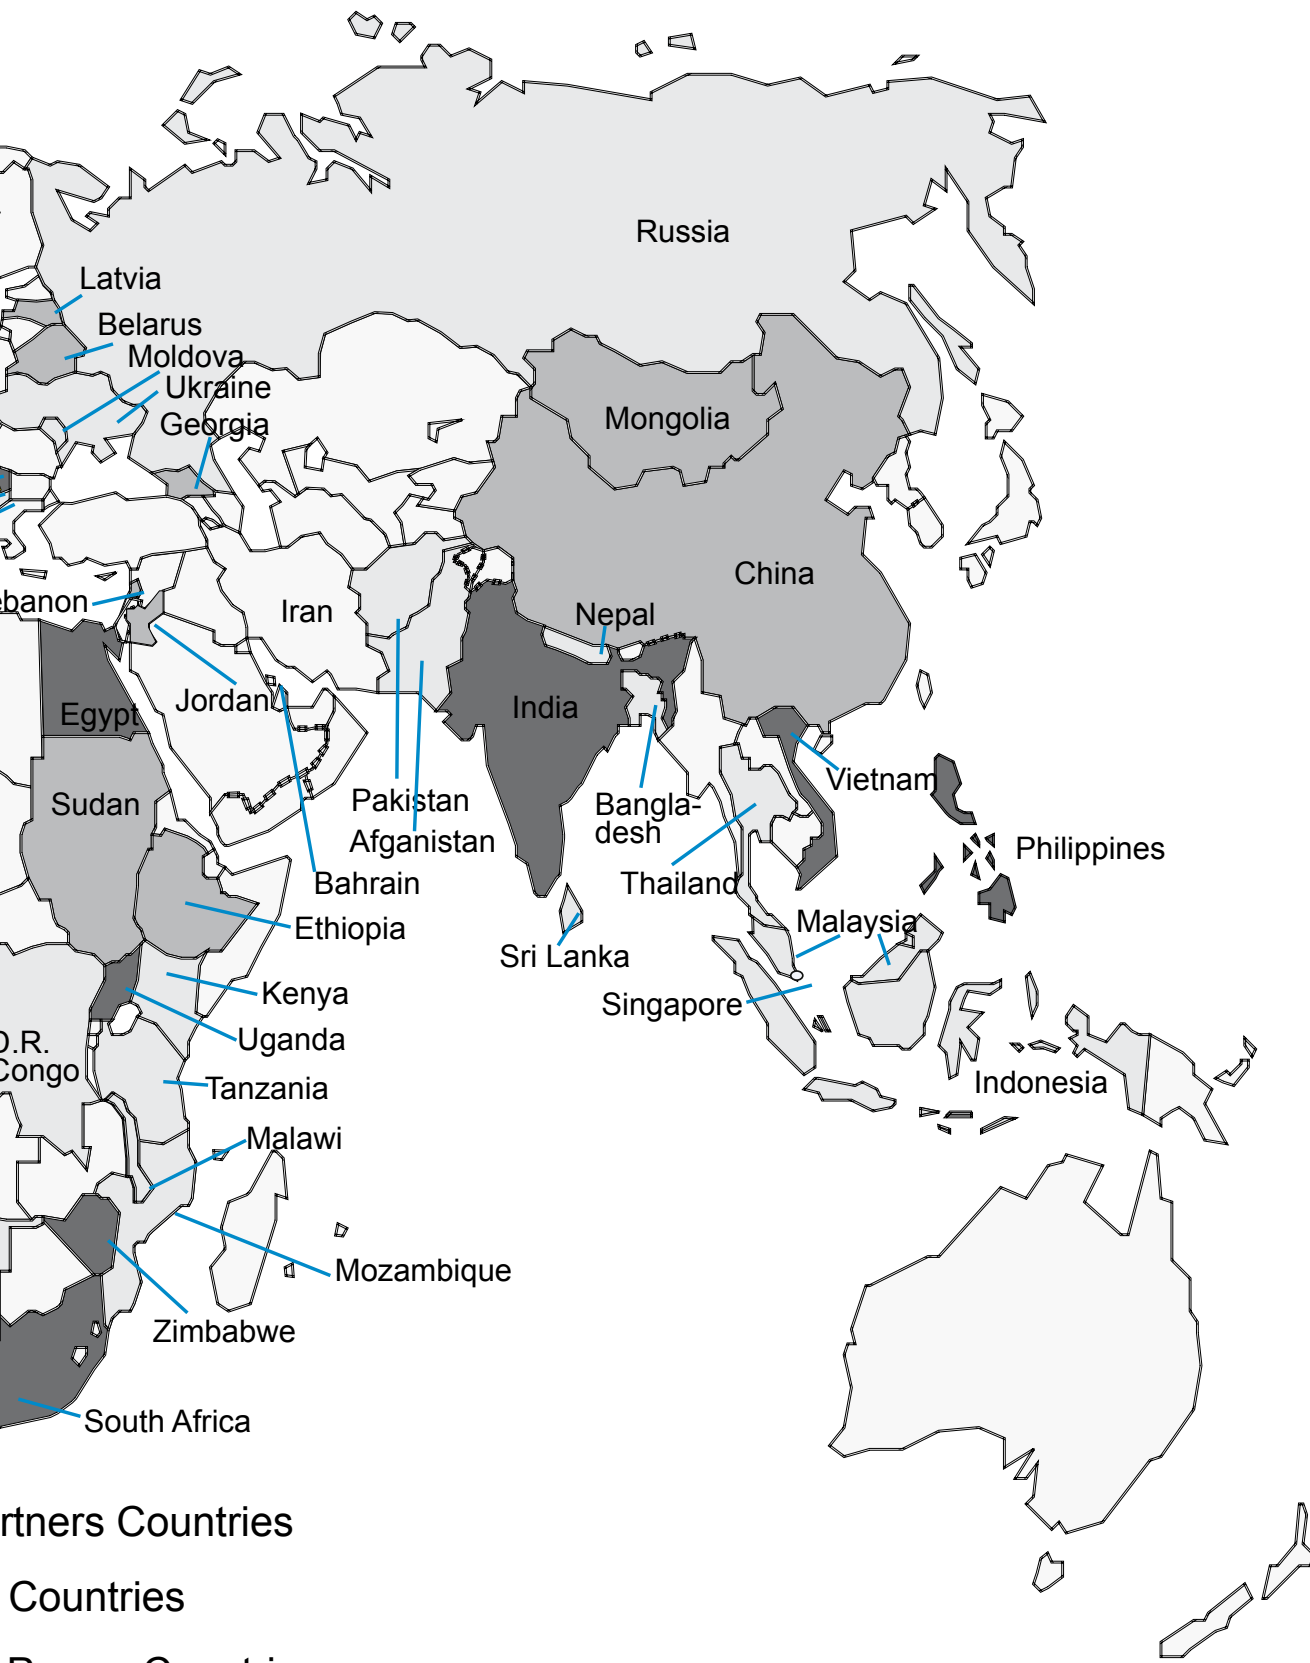 Russia
Latvia
Belarus
Moldova
Ukraine
Georgia
Mongolia
China
ebanon
Iran
Nepal
Jordan
India
Egypt
Vietnam
Sudan
Pakistan
Afganistan
Bangla-
desh
Philippines
Bahrain
Thailand
Ethiopia
Malaysia
Sri Lanka
Kenya
Singapore
Uganda
D.R.
Congo
Indonesia
Tanzania
Malawi
Mozambique
Zimbabwe
South Africa
rtners Countries
Countries